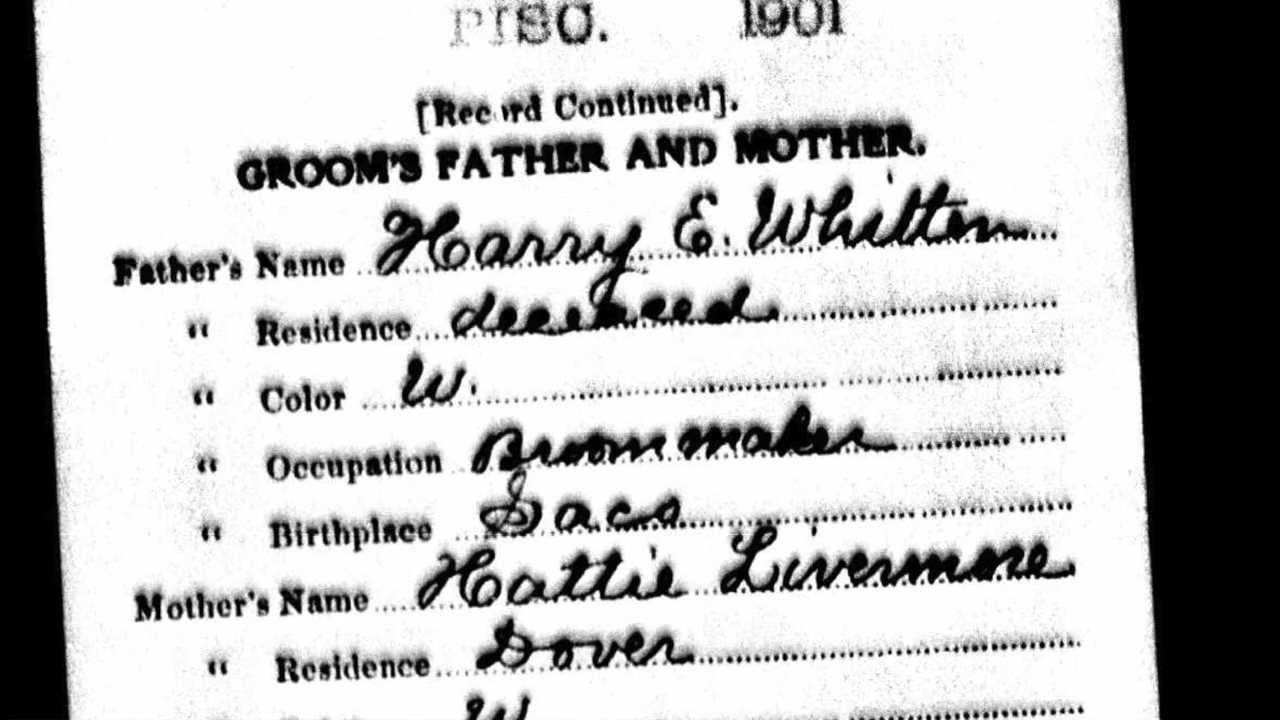 1901
[Record Continued].
GROOM'S FATHER AND MOTHER.
Father's Name Harry E. Whitten
" Residence deceased.
" Color W.
" Occupation Broommaker
" Birthplace Saco
Mother's Name Hattie Livermore
" Residence Dover
W